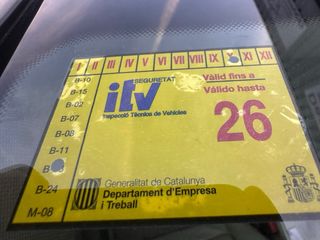 I II III IV V VI VII VIII IX XI XII
B-10
B-15
B-02
B-07
B-08
B-11
B-24
M-08
SEGURETAT
itv
Inspecció Tècnica de Vehicles
Vàlid fins a
Válido hasta
26
Generalitat de Catalunya
Departament d'Empresa
i Treball